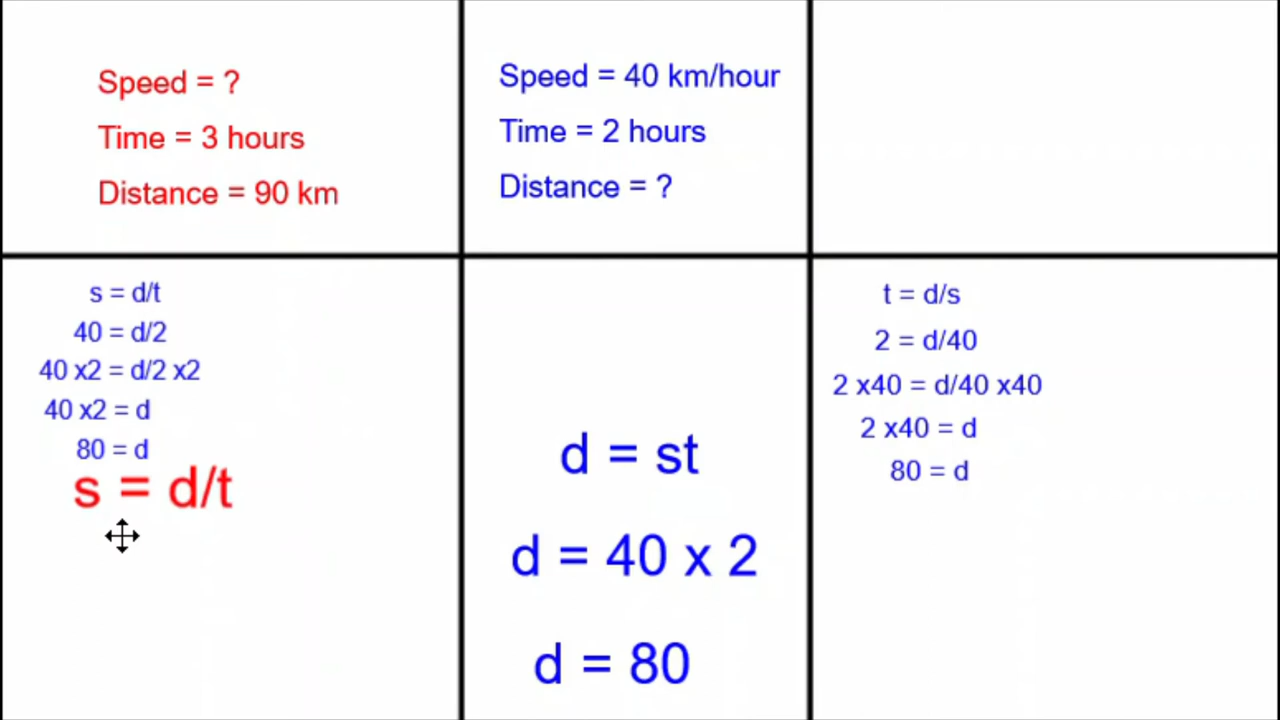 Speed = ?
Time = 3 hours
Distance = 90 km
Speed = 40 km/hour
Time = 2 hours
Distance = ?
s = d/t
40 = d/2
40 x2 = d/2 x2
40 x2 = d
80 = d
s = d/t
d = st
d = 40 x 2
d = 80
t = d/s
2 = d/40
2 x40 = d/40 x40
2 x40 = d
80 = d